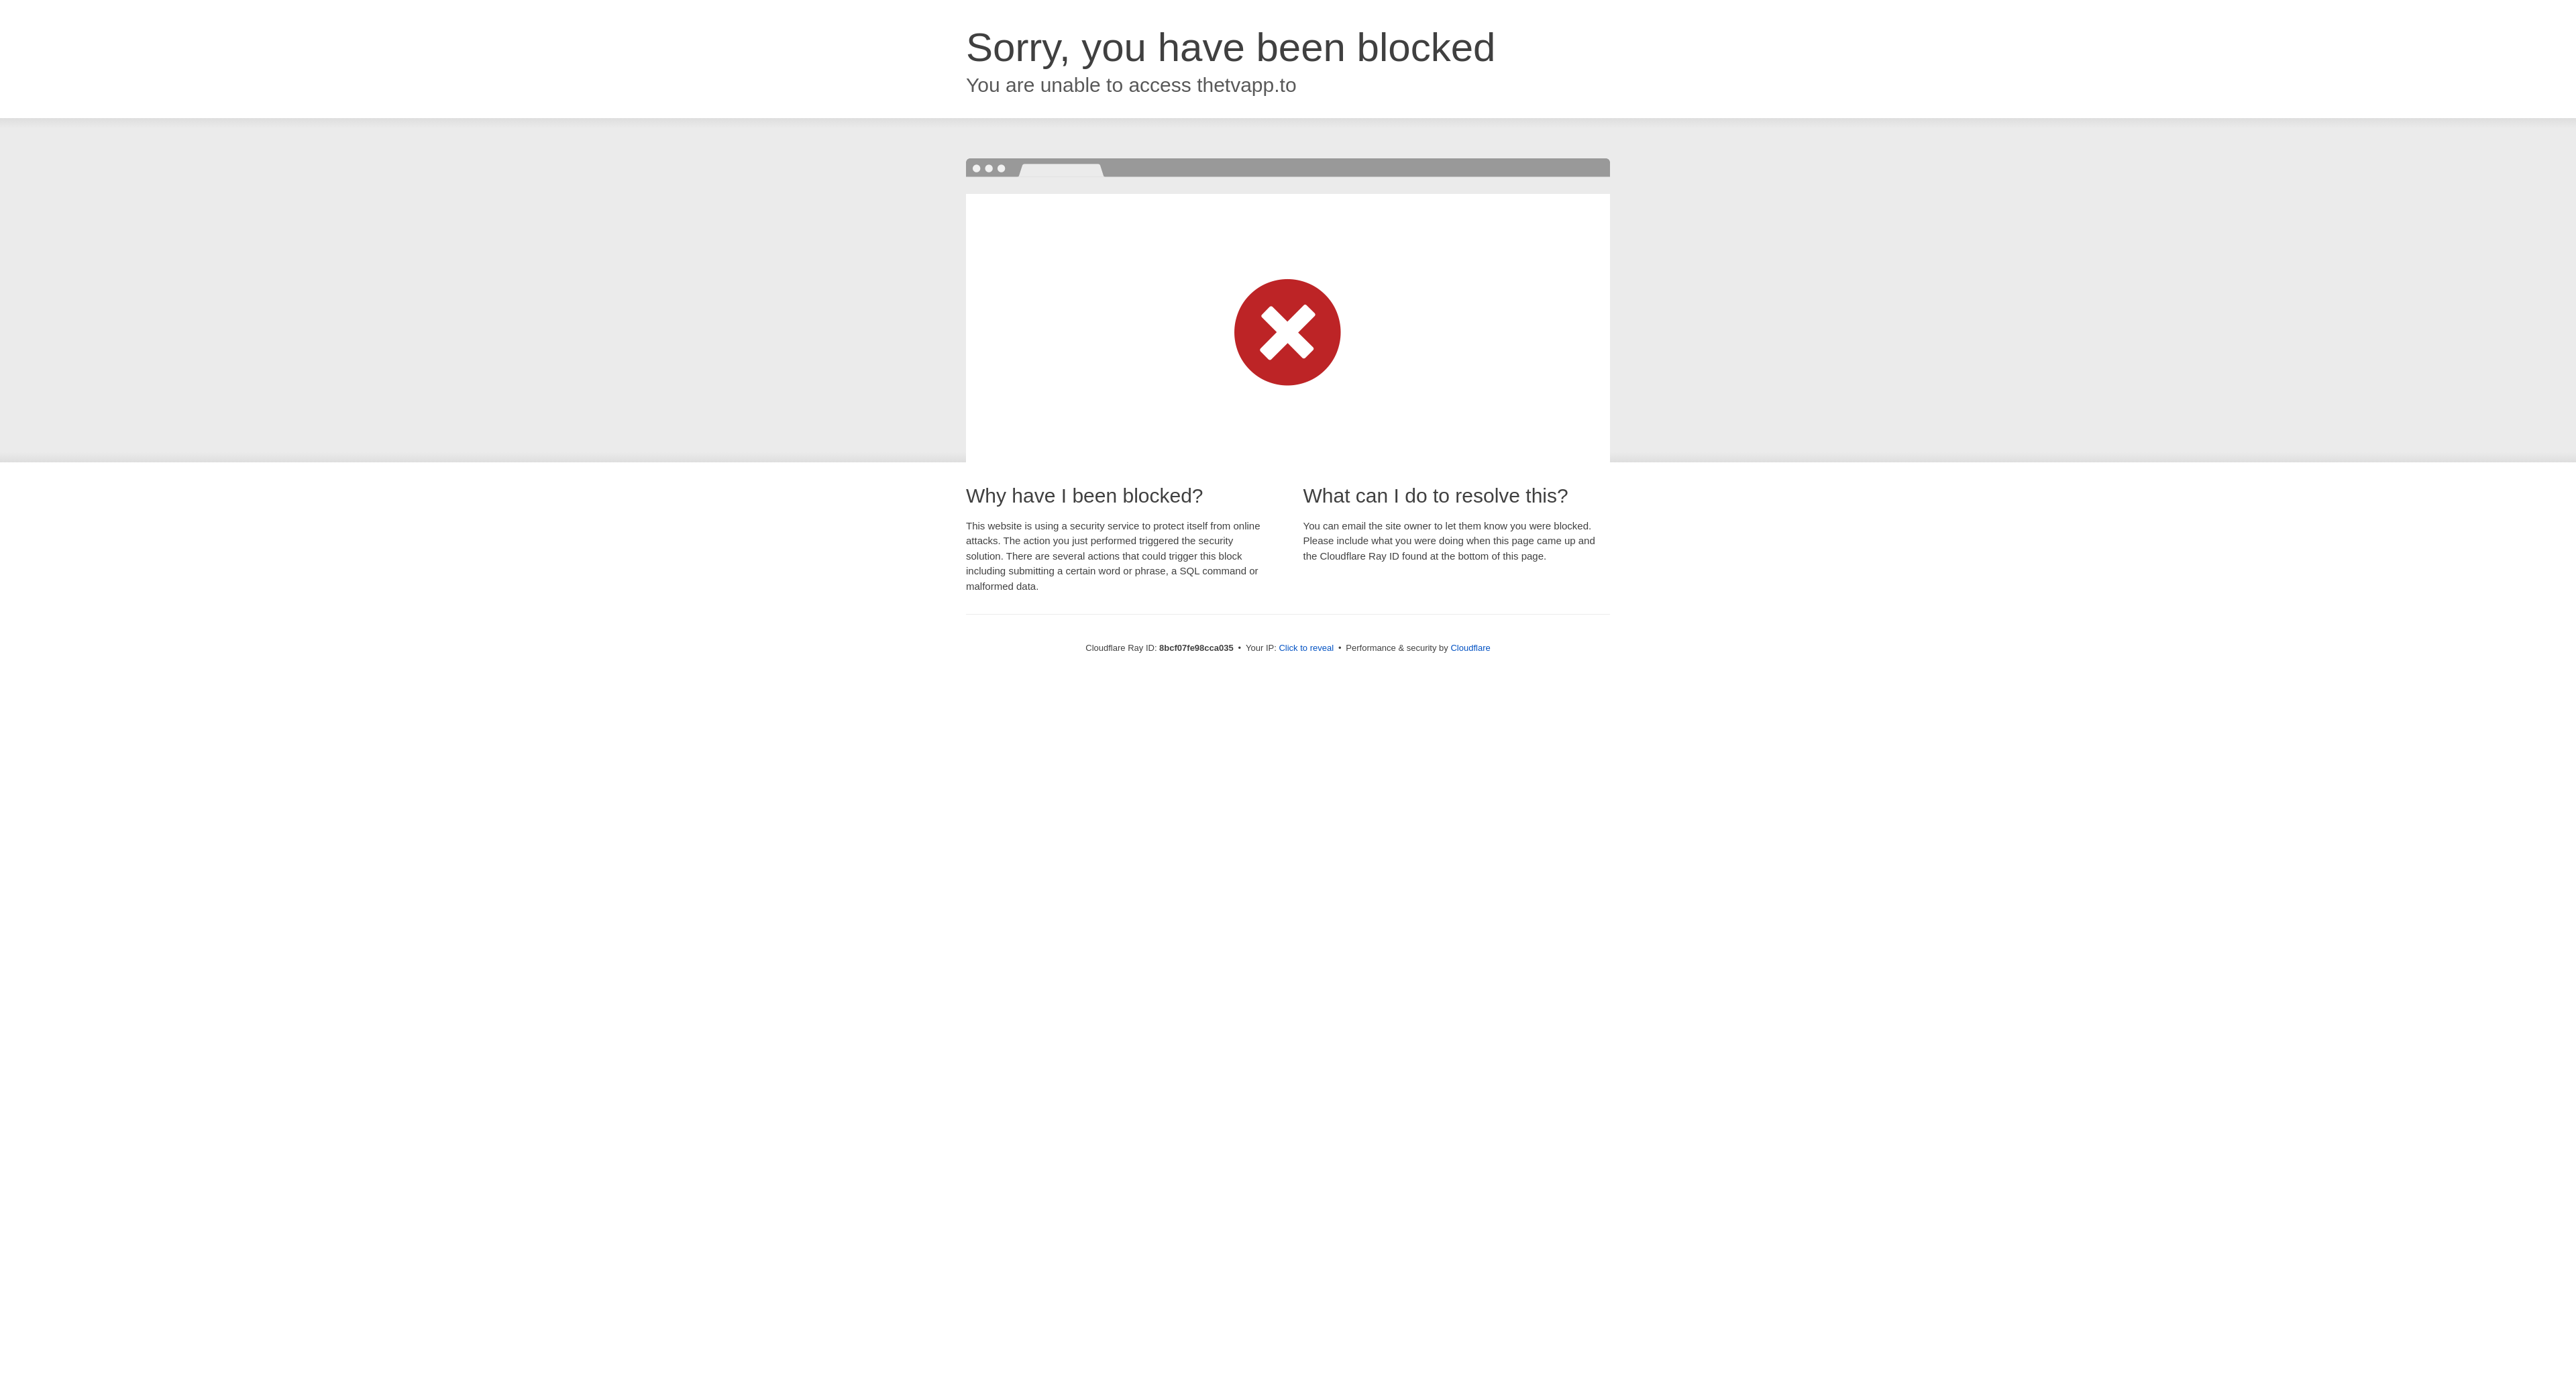 Sorry, you have been blocked
You are unable to access thetvapp.to
Why have I been blocked?
This website is using a security service to protect itself from online
attacks. The action you just performed triggered the security
solution. There are several actions that could trigger this block
including submitting a certain word or phrase, a SQL command or
malformed data.
What can I do to resolve this?
You can email the site owner to let them know you were blocked.
Please include what you were doing when this page came up and
the Cloudflare Ray ID found at the bottom of this page.
Cloudflare Ray ID: 8bcf07fe98cca035 • Your IP: Click to reveal • Performance & security by Cloudflare